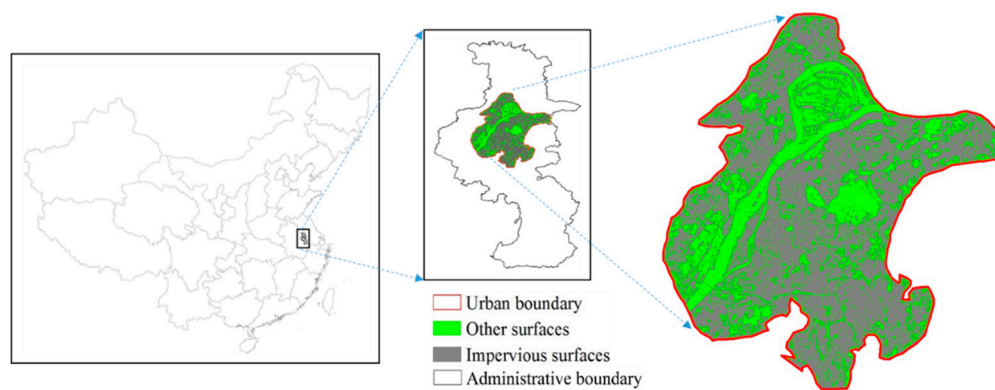 Urban boundary
Other surfaces
Impervious surfaces
Administrative boundary